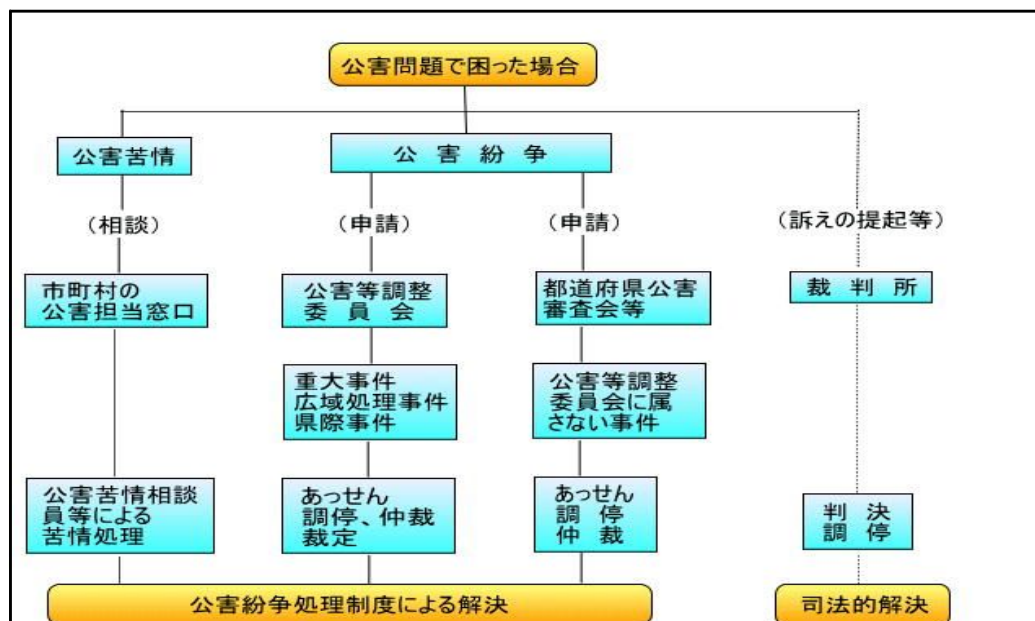 公害問題で困った場合
公害苦情
公害紛争
（相談）
（申請）
（申請）
（訴えの提起等）
市町村の
公害担当窓口
公害等調整
委員会
都道府県公害
審査会等
裁判所
重大事件
広域処理事件
県際事件
公害等調整
委員会に属
さない事件
公害苦情相談
員等による
苦情処理
あっせん
調停、仲裁
裁定
あっせん
調停
仲裁
判決
調停
公害紛争処理制度による解決
司法的解決